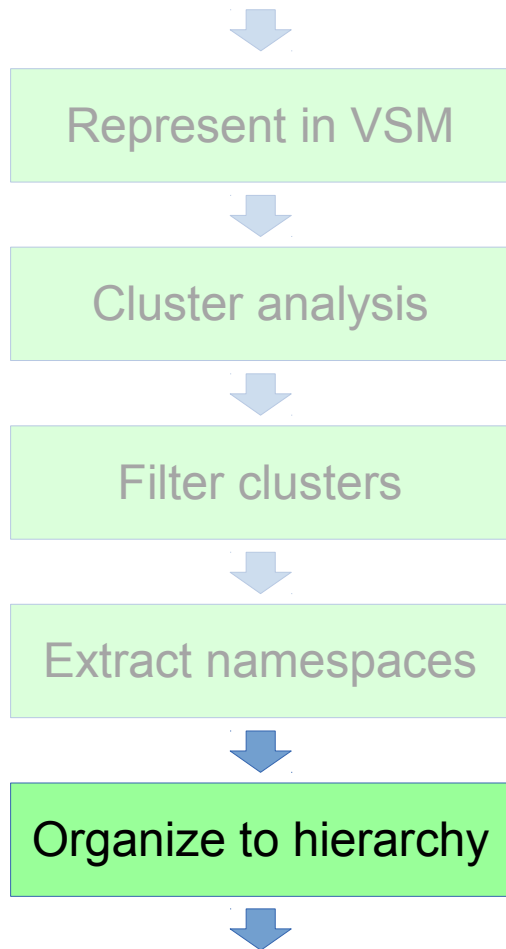 Represent in VSM
Cluster analysis
Filter clusters
Extract namespaces
Organize to hierarchy